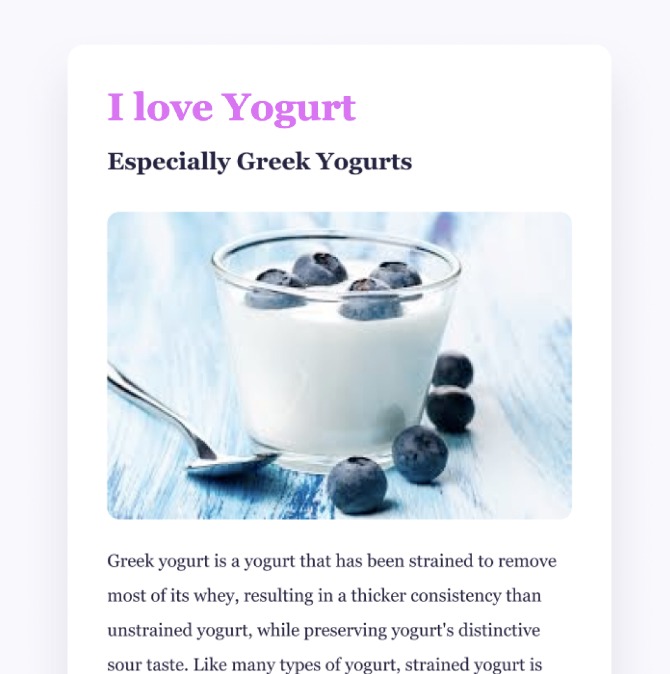 I love Yogurt
Especially Greek Yogurts
Greek yogurt is a yogurt that has been strained to remove
most of its whey, resulting in a thicker consistency than
unstrained yogurt, while preserving yogurt's distinctive
sour taste. Like many types of yogurt, strained yogurt is